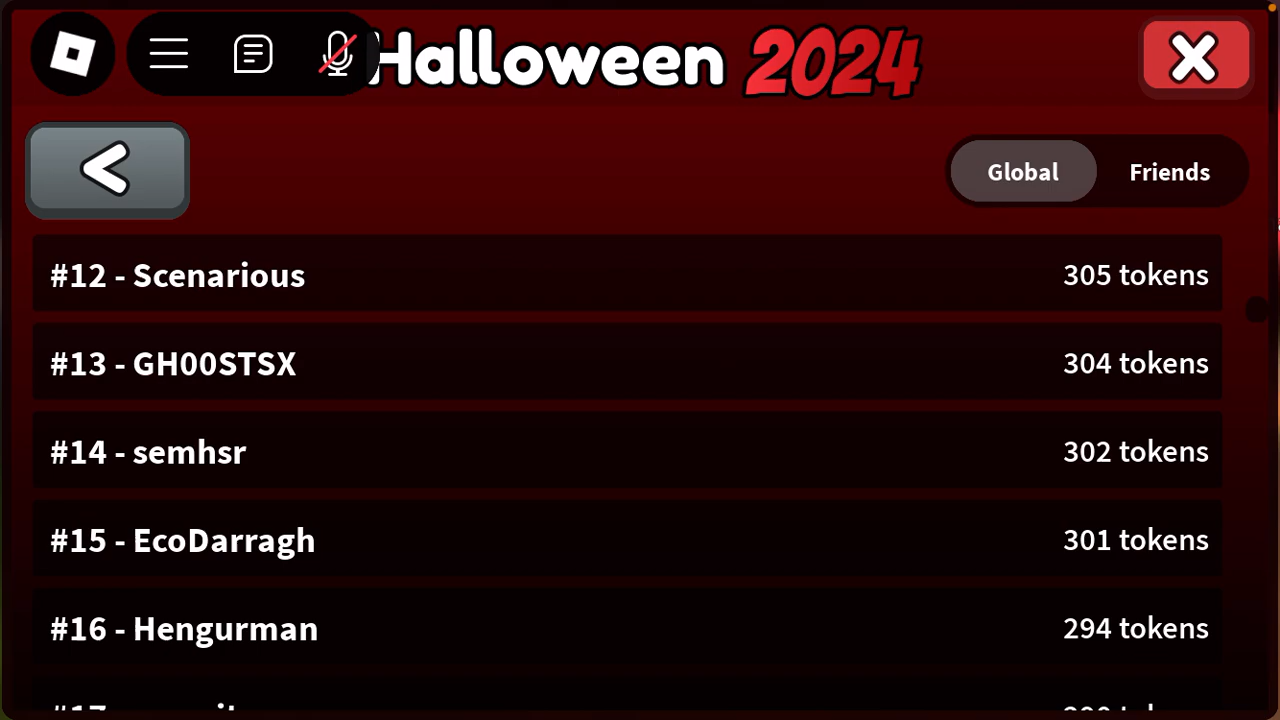 Halloween 2024
<
Global Friends
#12 - Scenarious 305 tokens
#13 - GH00STSX 304 tokens
#14 - semhsr 302 tokens
#15 - EcoDarragh 301 tokens
#16 - Hengurman 294 tokens